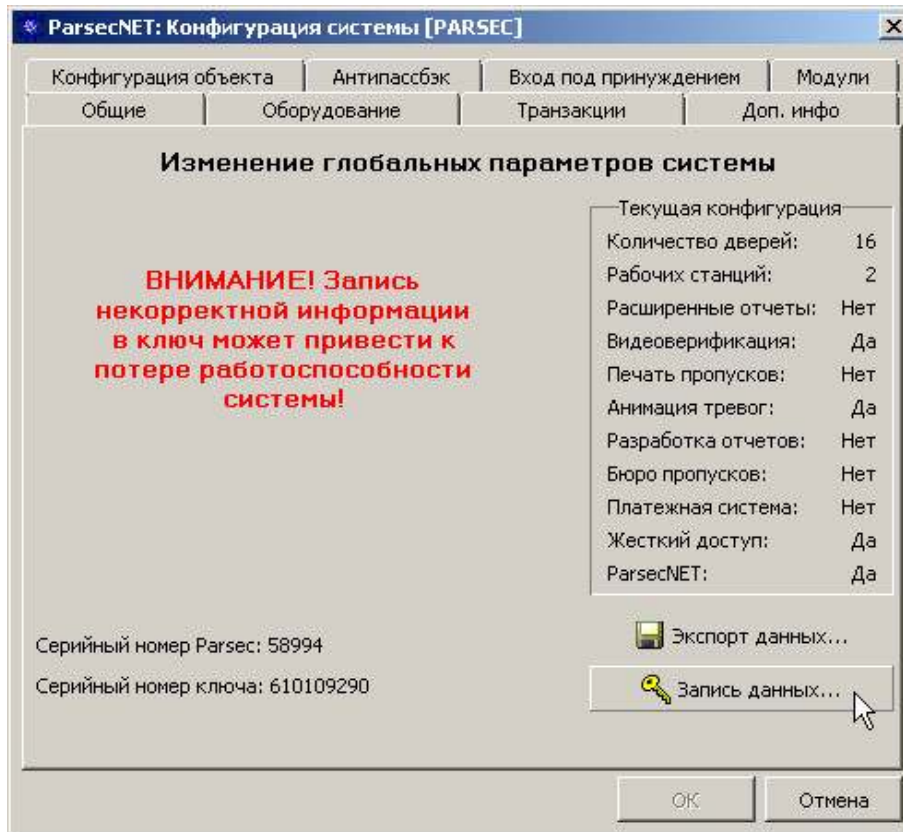 ParsecNET: Конфигурация системы [PARSEC]
Конфигурация объекта Антипассбэк Вход под принуждением Модули
Общие Оборудование Транзакции Доп. инфо
Изменение глобальных параметров системы
ВНИМАНИЕ! Запись
некорректной информации
в ключ может привести к
потере работоспособности
системы!
Текущая конфигурация
Количество дверей: 16
Рабочих станций: 2
Расширенные отчеты: Нет
Видеоверификация: Да
Печать пропусков: Нет
Анимация тревог: Да
Разработка отчетов: Нет
Бюро пропусков: Нет
Платежная система: Нет
Жесткий доступ: Да
ParsecNET: Да
Серийный номер Parsec: 58994
Серийный номер ключа: 610109290
Экспорт данных...
Запись данных...
OK Отмена